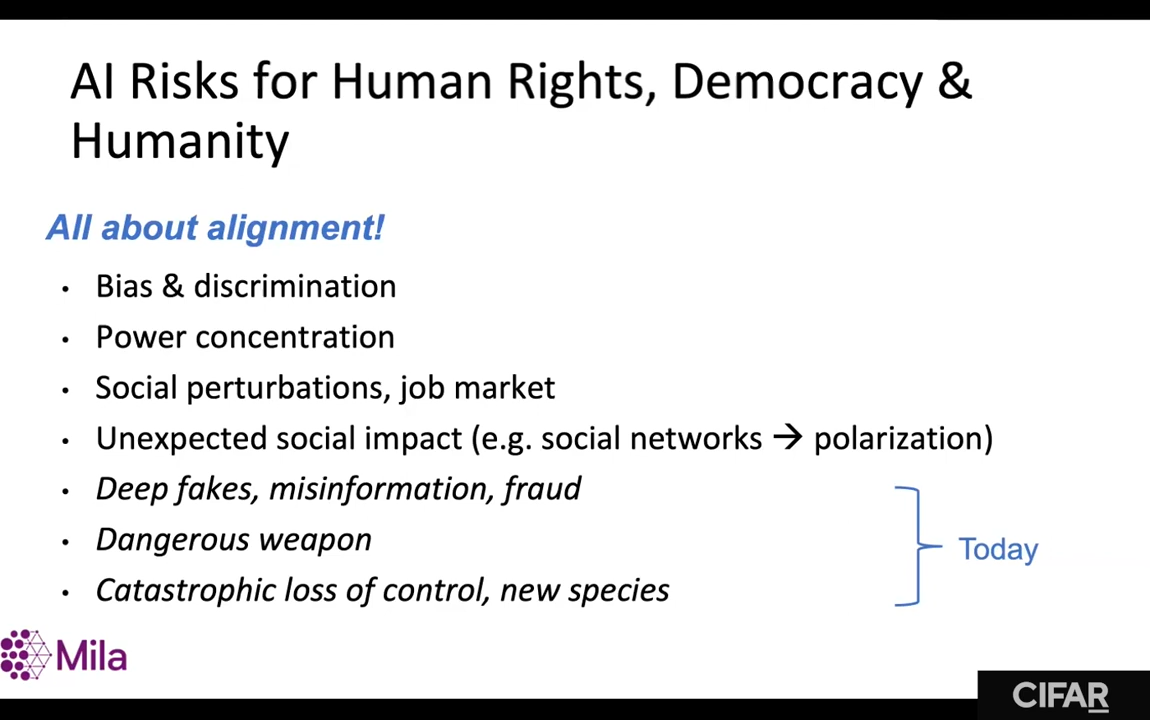 AI Risks for Human Rights, Democracy &
Humanity
All about alignment!
• Bias & discrimination
• Power concentration
• Social perturbations, job market
• Unexpected social impact (e.g. social networks → polarization)
• Deep fakes, misinformation, fraud
• Dangerous weapon
• Catastrophic loss of control, new species
Today
Mila
CIFAR